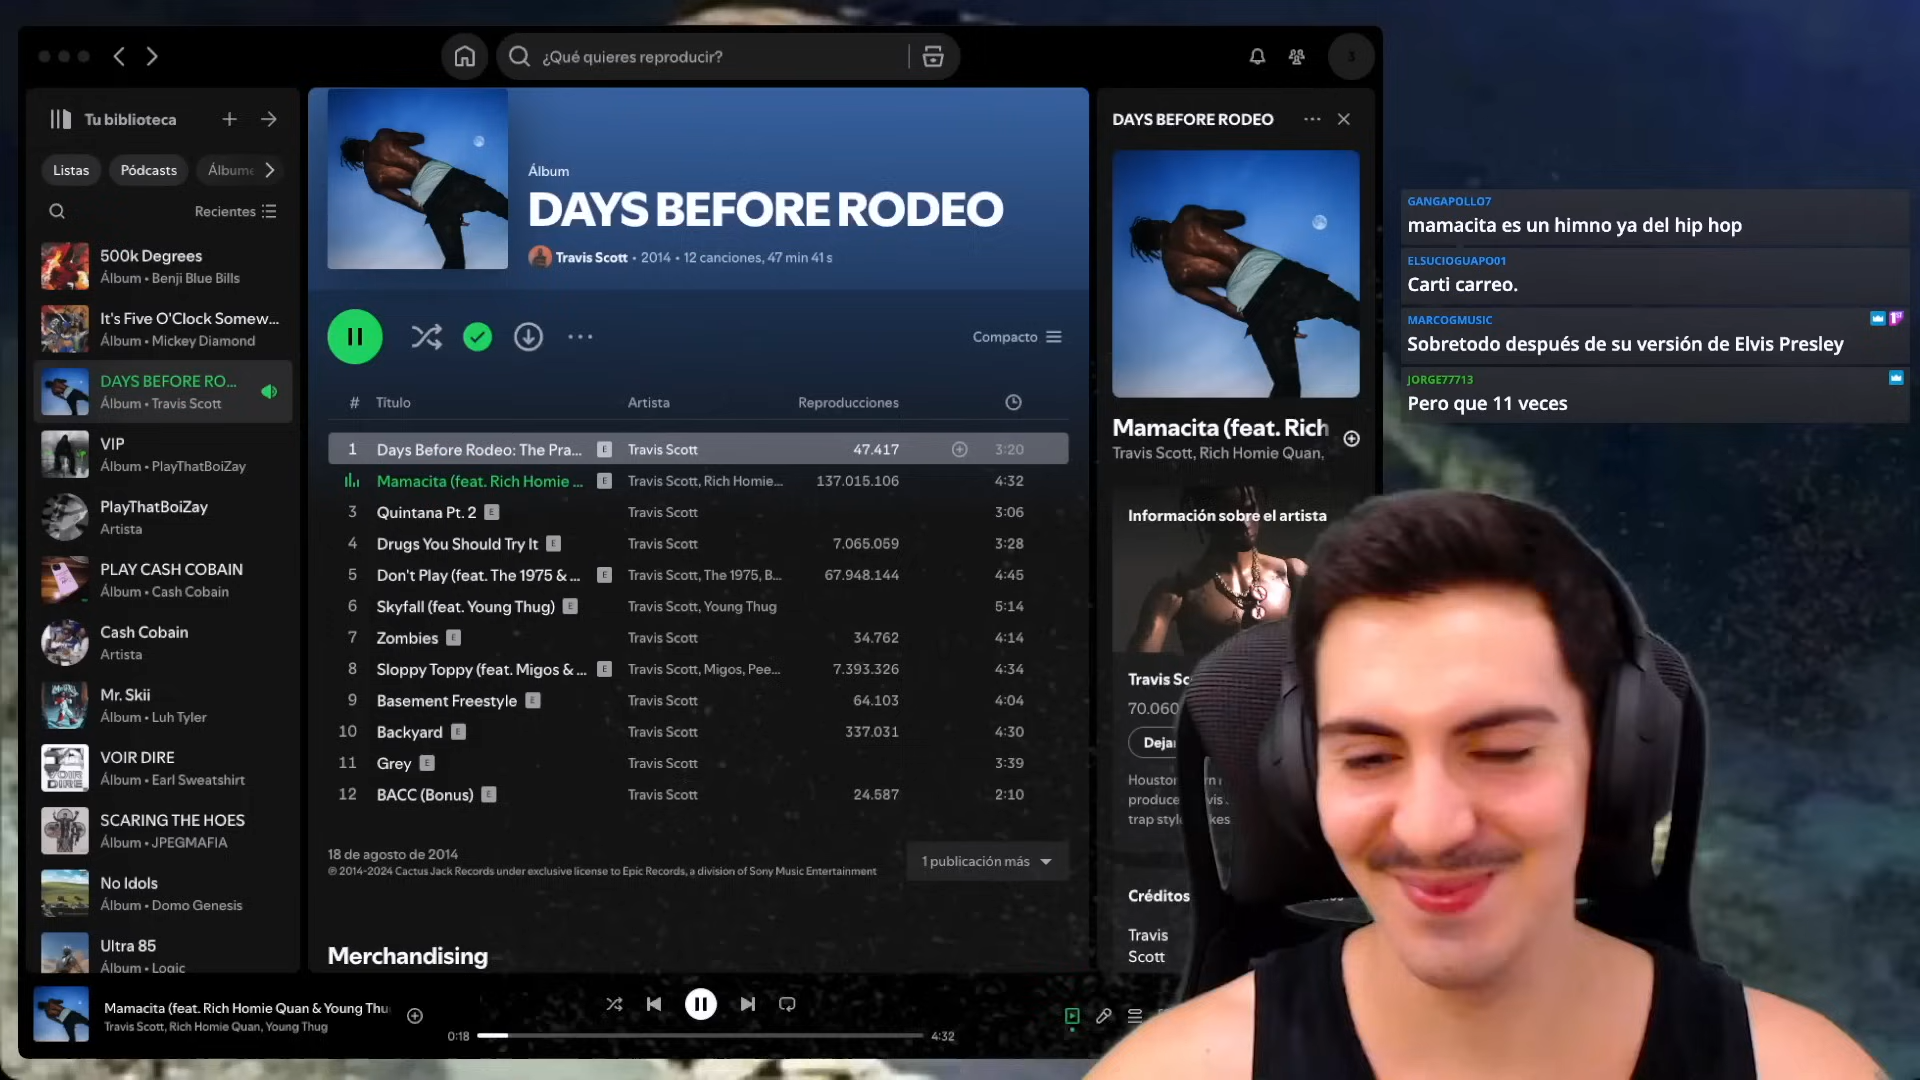 ¿Qué quieres reproducir?
3
Tu biblioteca
Listas
Pódcasts
Álbume
Recientes
500k Degrees
Álbum • Benji Blue Bills
It's Five O'Clock Somew...
Álbum • Mickey Diamond
DAYS BEFORE RO...
Álbum • Travis Scott
VIP
Álbum • PlayThatBoiZay
PlayThatBoiZay
Artista
PLAY CASH COBAIN
Álbum • Cash Cobain
Cash Cobain
Artista
Mr. Skii
Álbum • Luh Tyler
VOIR DIRE
Álbum • Earl Sweatshirt
SCARING THE HOES
Álbum • JPEGMAFIA
No Idols
Álbum • Domo Genesis
Ultra 85
Álbum • Logic
Álbum
DAYS BEFORE RODEO
Travis Scott • 2014 • 12 canciones, 47 min 41 s
Compacto
# Título Artista Reproducciones
1 Days Before Rodeo: The Pra... E Travis Scott 47.417 3:20
Mamacita (feat. Rich Homie ... E Travis Scott, Rich Homie... 137.015.106 4:32
3 Quintana Pt. 2 E Travis Scott 3:06
4 Drugs You Should Try It E Travis Scott 7.065.059 3:28
5 Don't Play (feat. The 1975 & ... E Travis Scott, The 1975, B... 67.948.144 4:45
6 Skyfall (feat. Young Thug) E Travis Scott, Young Thug 5:14
7 Zombies E Travis Scott 34.762 4:14
8 Sloppy Toppy (feat. Migos & ... E Travis Scott, Migos, Pee... 7.393.326 4:34
9 Basement Freestyle E Travis Scott 64.103 4:04
10 Backyard E Travis Scott 337.031 4:30
11 Grey E Travis Scott 3:39
12 BACC (Bonus) E Travis Scott 24.587 2:10
18 de agosto de 2014
℗ 2014-2024 Cactus Jack Records under exclusive license to Epic Records, a division of Sony Music Entertainment
1 publicación más
Merchandising
DAYS BEFORE RODEO
Mamacita (feat. Rich
Travis Scott, Rich Homie Quan,
Información sobre el artista
Travis Sc
70.060
Dejar
Houston
produce
trap styl
Créditos
Travis
Scott
GANGAPOLLO7
mamacita es un himno ya del hip hop
ELSUCIOGUAPO01
Carti carreo.
MARCOGMUSIC
Sobretodo después de su versión de Elvis Presley
JORGE77713
Pero que 11 veces
Mamacita (feat. Rich Homie Quan & Young Thu
Travis Scott, Rich Homie Quan, Young Thug
0:18
4:32